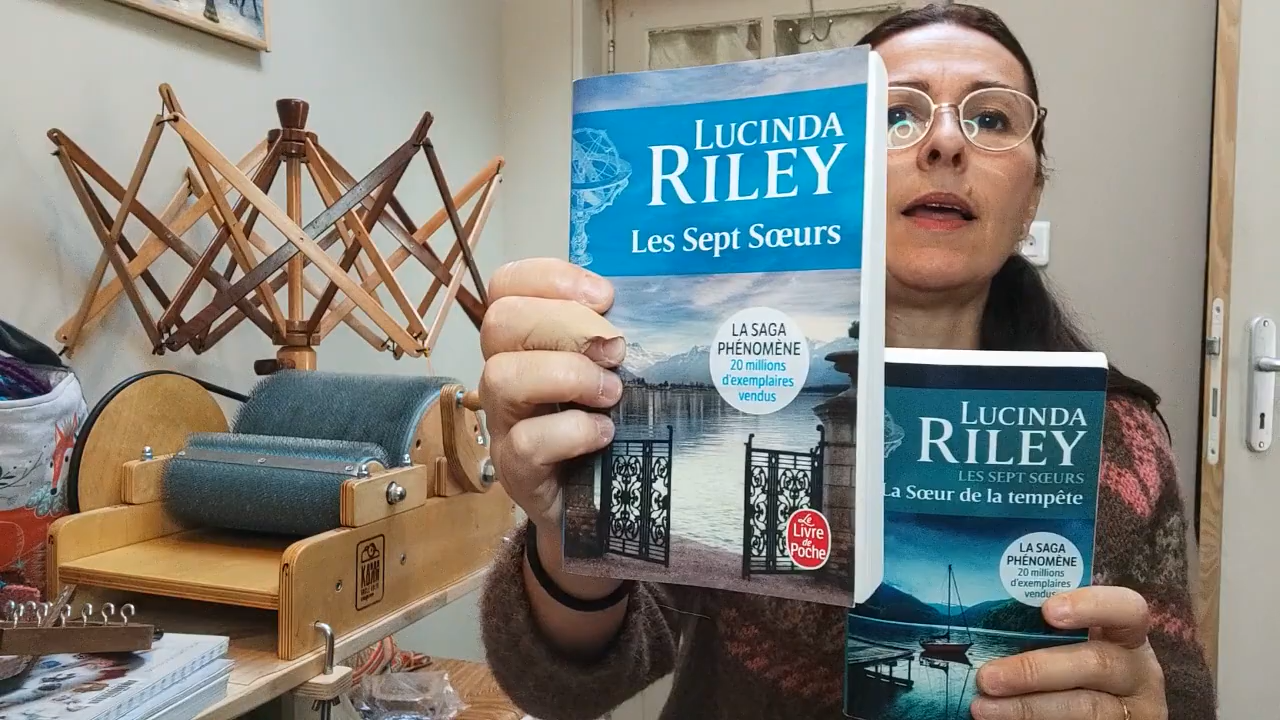 LUCINDA
RILEY
Les Sept Sœurs
LA SAGA
PHÉNOMÈNE
20 millions
d'exemplaires
vendus
Le
Livre
de
Poche
LUCINDA
RILEY
LES SEPT SŒURS
La Sœur de la tempête
LA SAGA
PHÉNOMÈNE
20 millions
d'exemplaires
vendus